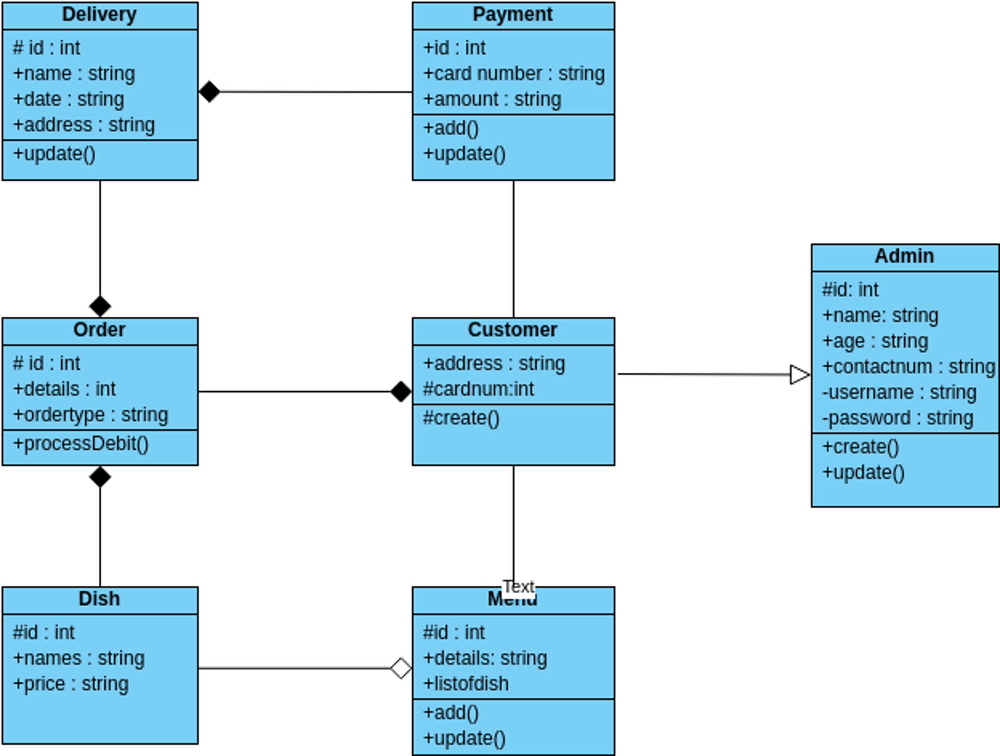 Delivery
# id : int
+name : string
+date : string
+address : string
+update()
Payment
+id : int
+card number : string
+amount : string
+add()
+update()
Order
# id : int
+details : int
+ordertype : string
+processDebit()
Customer
+address : string
#cardnum:int
#create()
Admin
#id: int
+name: string
+age : string
+contactnum : string
-username : string
-password : string
+create()
+update()
Dish
#id : int
+names : string
+price : string
Text
Menu
#id : int
+details: string
+listofdish
+add()
+update()